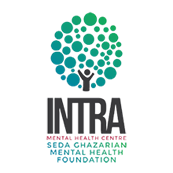 INTRA
MENTAL HEALTH CENTRE
SEDA GHAZARIAN
MENTAL HEALTH
FOUNDATION